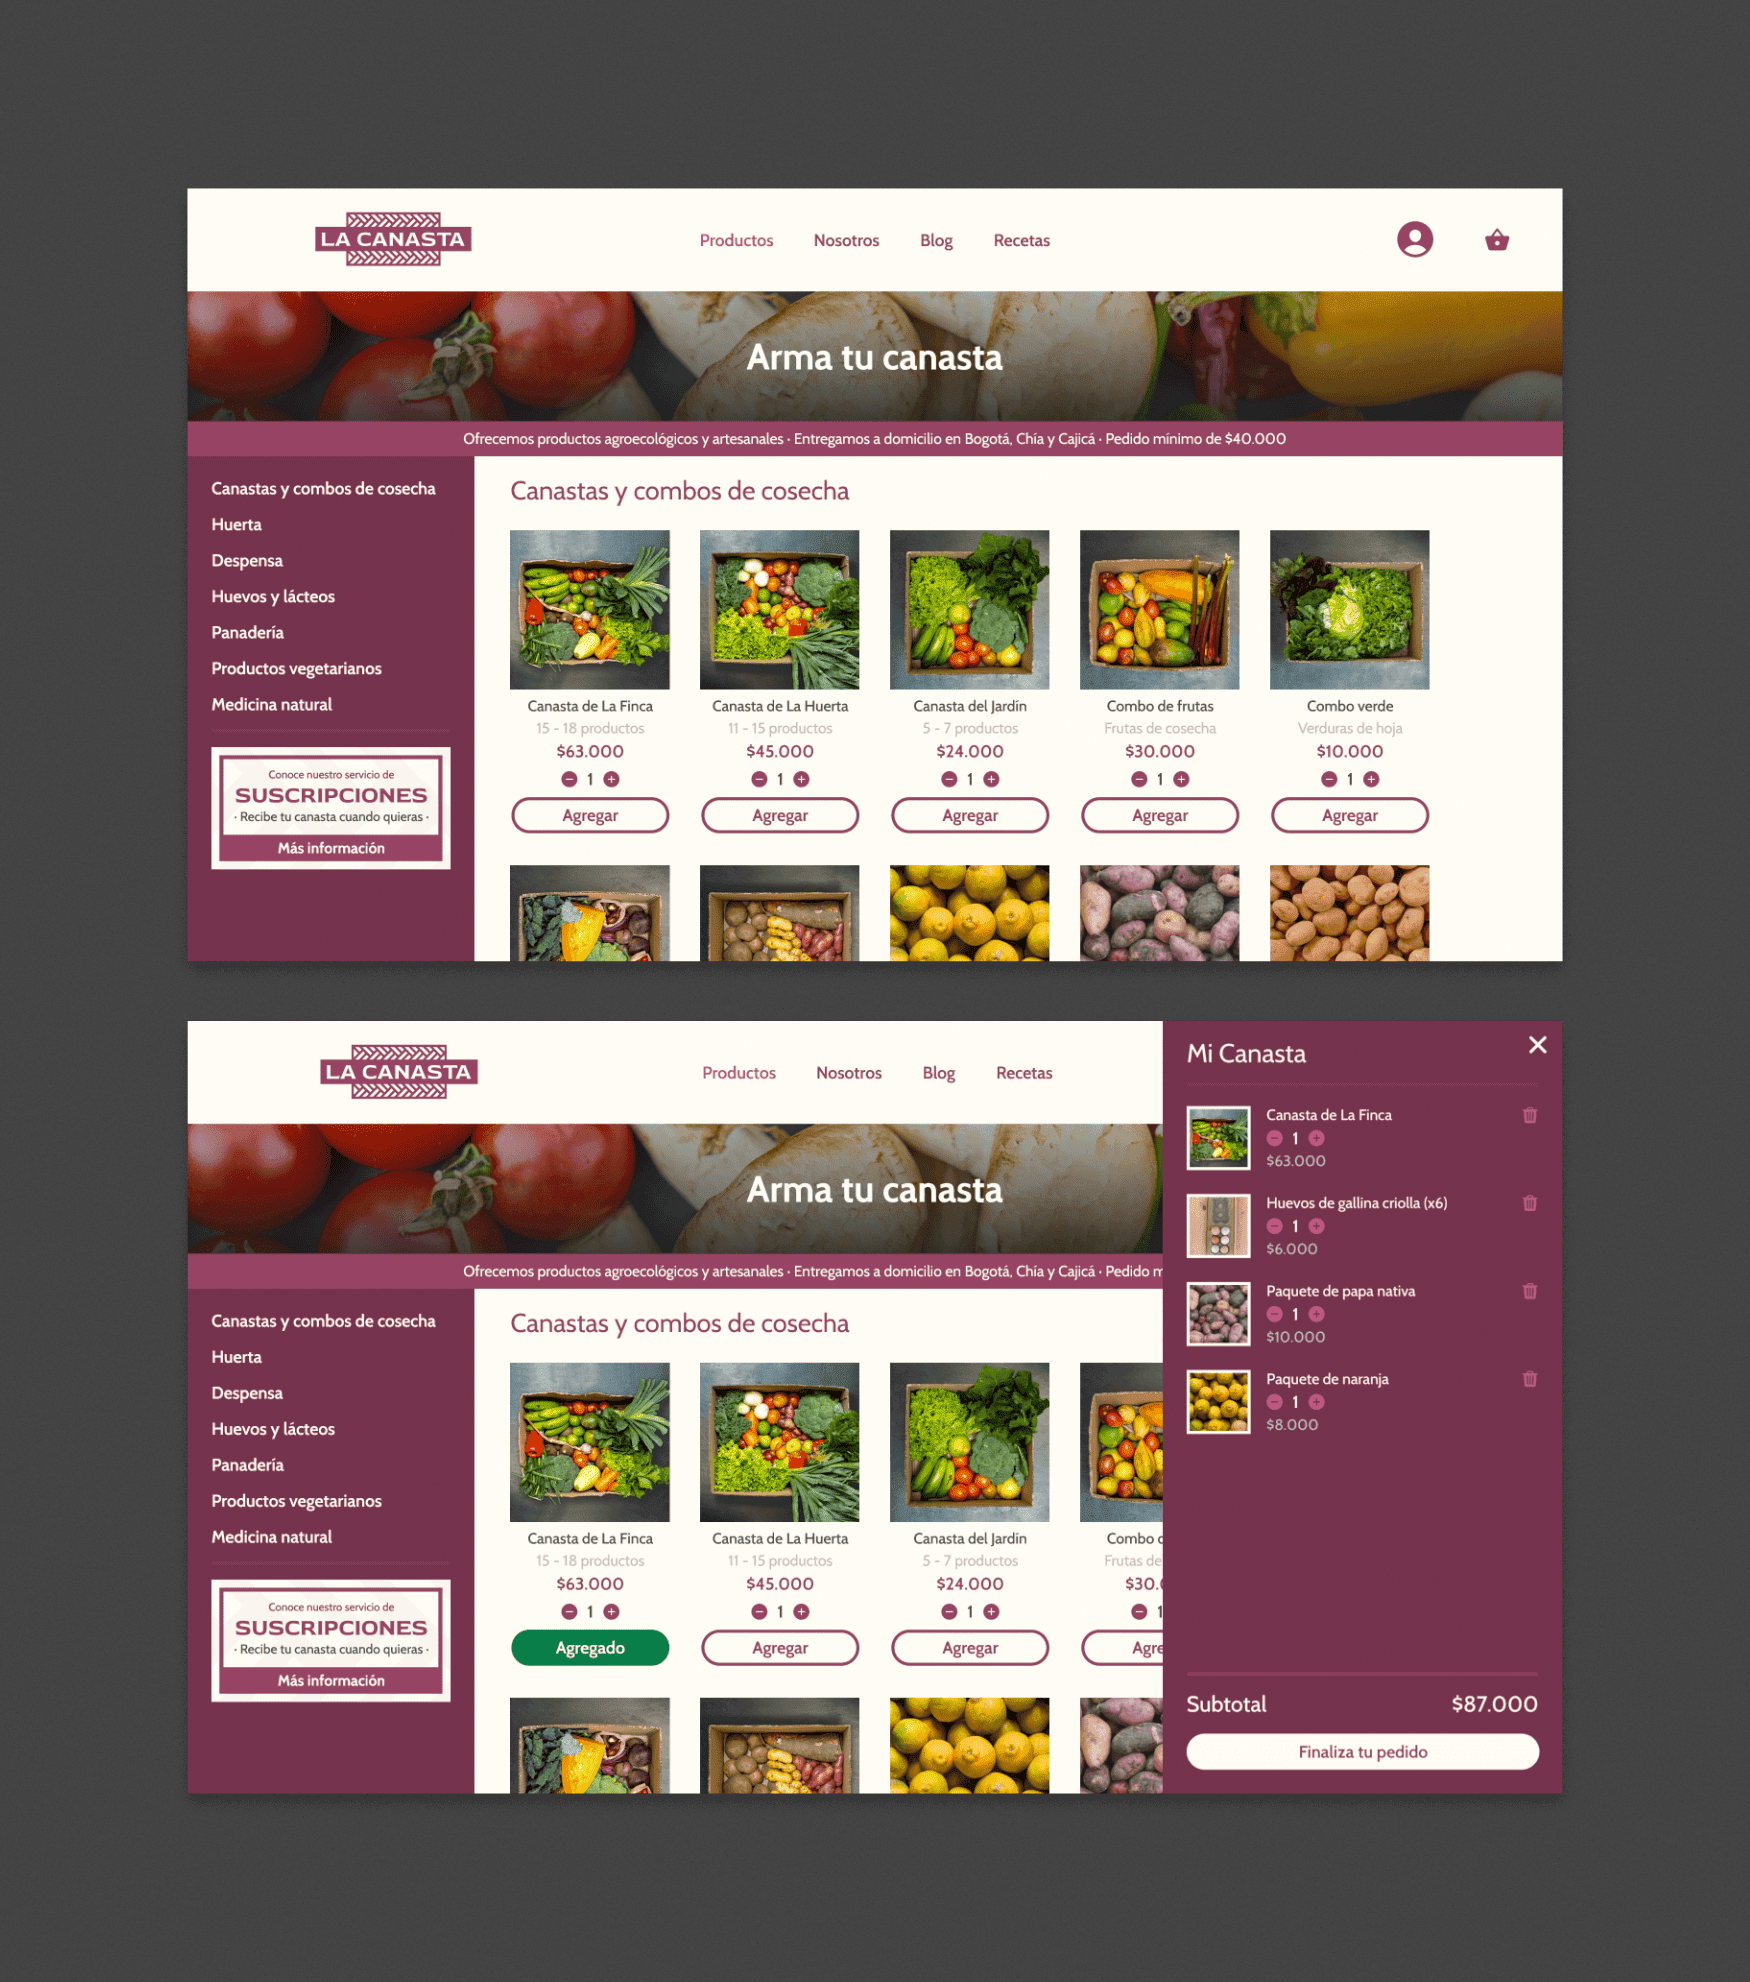 LA CANASTA
Productos Nosotros Blog Recetas
Arma tu canasta
Ofrecemos productos agroecológicos y artesanales · Entregamos a domicilio en Bogotá, Chía y Cajicá · Pedido mínimo de $40.000
Canastas y combos de cosecha
Huerta
Despensa
Huevos y lácteos
Panadería
Productos vegetarianos
Medicina natural
Conoce nuestro servicio de
SUSCRIPCIONES
· Recibe tu canasta cuando quieras ·
Más información
Canastas y combos de cosecha
Canasta de La Finca
15 - 18 productos
$63.000
1
Agregar
Canasta de La Huerta
11 - 15 productos
$45.000
1
Agregar
Canasta del Jardín
5 - 7 productos
$24.000
1
Agregar
Combo de frutas
Frutas de cosecha
$30.000
1
Agregar
Combo verde
Verduras de hoja
$10.000
1
Agregar
LA CANASTA
Productos Nosotros Blog Recetas
Arma tu canasta
Ofrecemos productos agroecológicos y artesanales · Entregamos a domicilio en Bogotá, Chía y Cajicá · Pedido m
Canastas y combos de cosecha
Huerta
Despensa
Huevos y lácteos
Panadería
Productos vegetarianos
Medicina natural
Conoce nuestro servicio de
SUSCRIPCIONES
· Recibe tu canasta cuando quieras ·
Más información
Canastas y combos de cosecha
Canasta de La Finca
15 - 18 productos
$63.000
1
Agregado
Canasta de La Huerta
11 - 15 productos
$45.000
1
Agregar
Canasta del Jardín
5 - 7 productos
$24.000
1
Agregar
Combo
Frutas de
$30.
1
Agre
Mi Canasta
Canasta de La Finca
1
$63.000
Huevos de gallina criolla (x6)
1
$6.000
Paquete de papa nativa
1
$10.000
Paquete de naranja
1
$8.000
Subtotal $87.000
Finaliza tu pedido